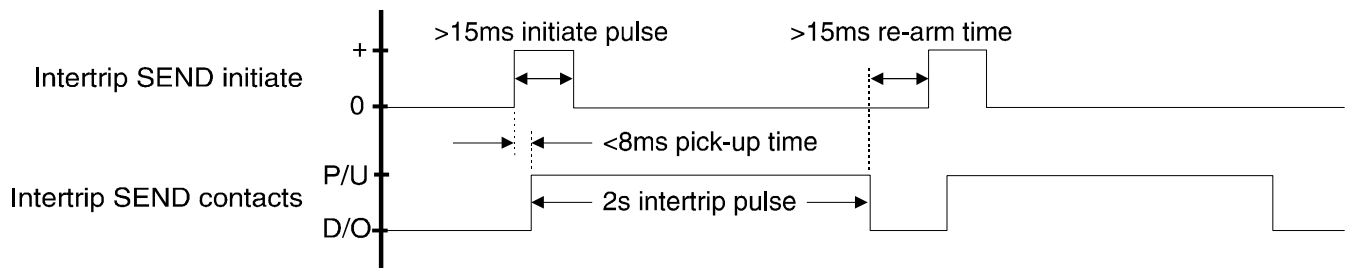 >15ms initiate pulse
>15ms re-arm time
+
Intertrip SEND initiate
0
<8ms pick-up time
P/U
Intertrip SEND contacts
2s intertrip pulse
D/O